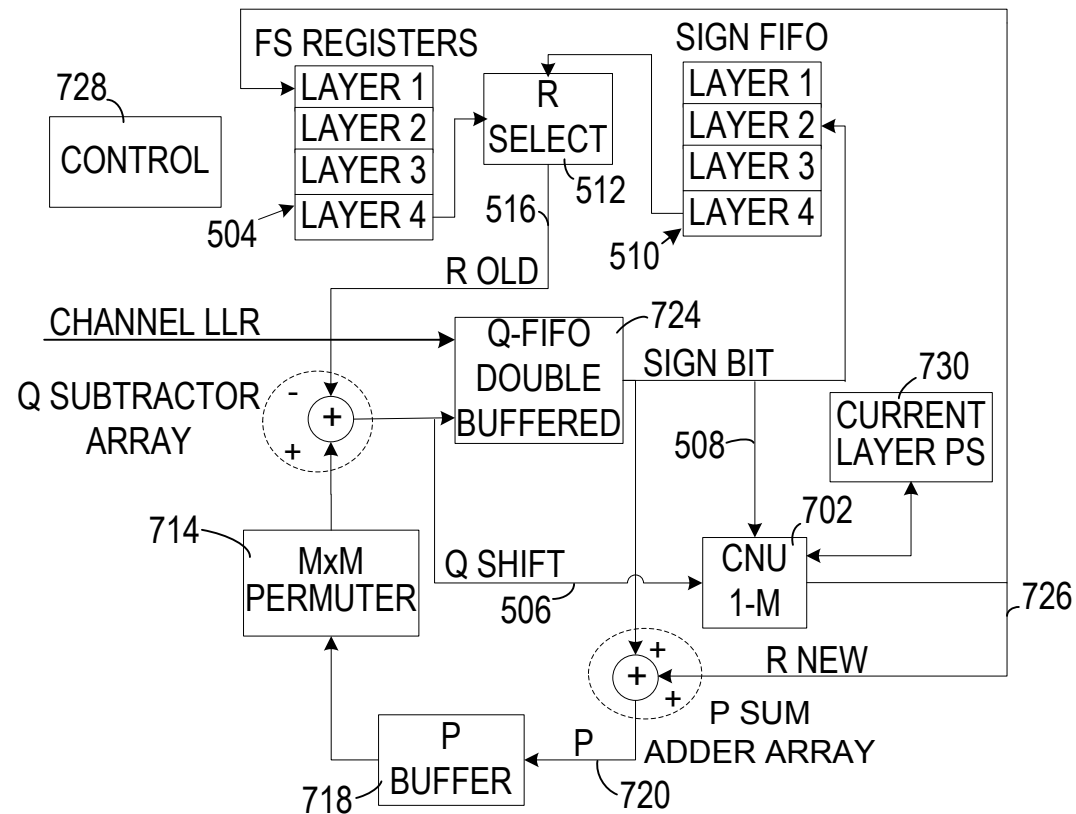 FS REGISTERS
LAYER 1
LAYER 2
LAYER 3
LAYER 4
504
728
CONTROL
R
SELECT
512
516
SIGN FIFO
LAYER 1
LAYER 2
LAYER 3
LAYER 4
510
R OLD
CHANNEL LLR
Q-FIFO
DOUBLE
BUFFERED
724
SIGN BIT
508
730
CURRENT
LAYER PS
Q SUBTRACTOR
ARRAY
-
+
+
714
MxM
PERMUTER
Q SHIFT
506
702
CNU
1-M
726
R NEW
+
+
+
P SUM
ADDER ARRAY
P
720
P
BUFFER
718